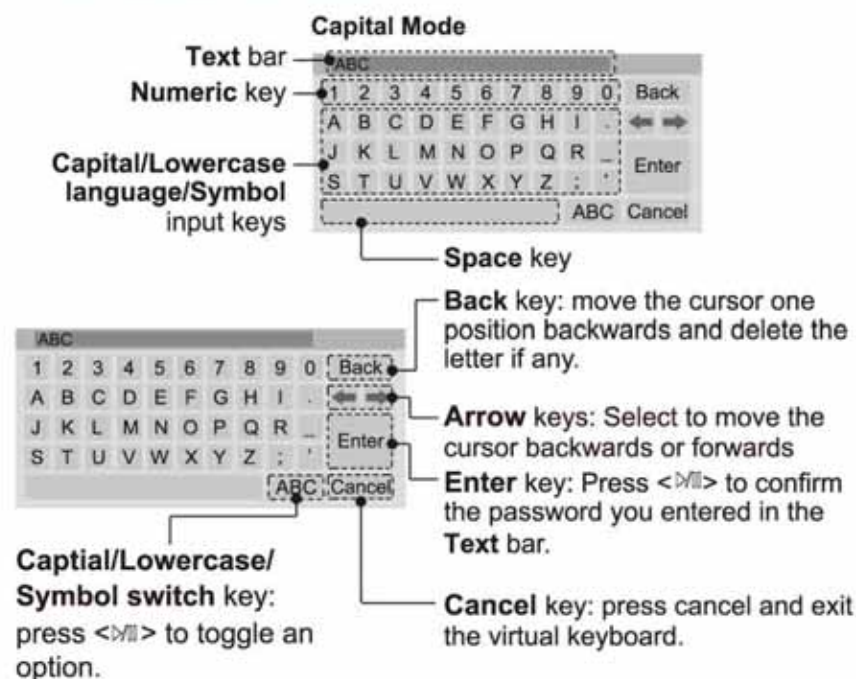 Capital Mode
Text bar
ABC
Numeric key
1 2 3 4 5 6 7 8 9 0 Back
A B C D E F G H I .
Capital/Lowercase
language/Symbol
input keys
J K L M N O P Q R _ Enter
S T U V W X Y Z : '
ABC Cancel
Space key
Back key: move the cursor one
position backwards and delete the
letter if any.
ABC
1 2 3 4 5 6 7 8 9 0 Back
A B C D E F G H I .
Arrow keys: Select to move the
cursor backwards or forwards
J K L M N O P Q R _ Enter
S T U V W X Y Z : '
Enter key: Press <▷/II> to confirm
the password you entered in the
Text bar.
ABC Cancel
Captial/Lowercase/
Symbol switch key:
press <▷/II> to toggle an
option.
Cancel key: press cancel and exit
the virtual keyboard.